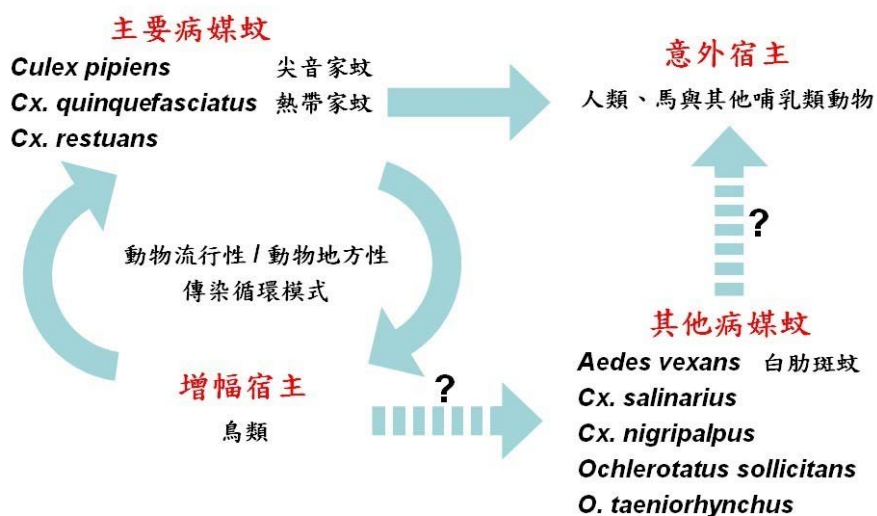 主要病媒蚊
Culex pipiens 尖音家蚊
Cx. quinquefasciatus 熱帶家蚊
Cx. restuans
意外宿主
人類、馬與其他哺乳類動物
?
動物流行性 / 動物地方性
傳染循環模式
增幅宿主
鳥類
?
其他病媒蚊
Aedes vexans 白肋斑蚊
Cx. salinarius
Cx. nigripalpus
Ochlerotatus sollicitans
O. taeniorhynchus